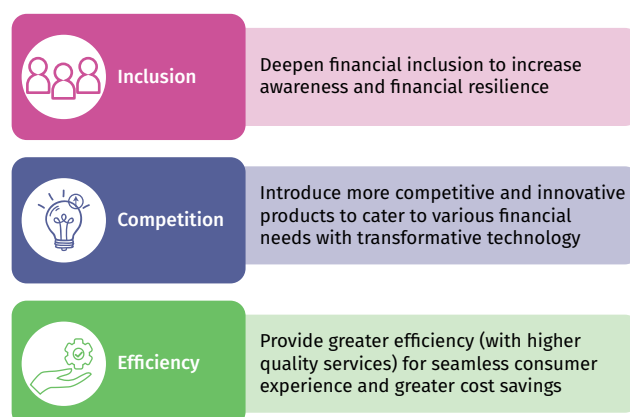 Inclusion
Deepen financial inclusion to increase
awareness and financial resilience
Competition
Introduce more competitive and innovative
products to cater to various financial
needs with transformative technology
Efficiency
Provide greater efficiency (with higher
quality services) for seamless consumer
experience and greater cost savings